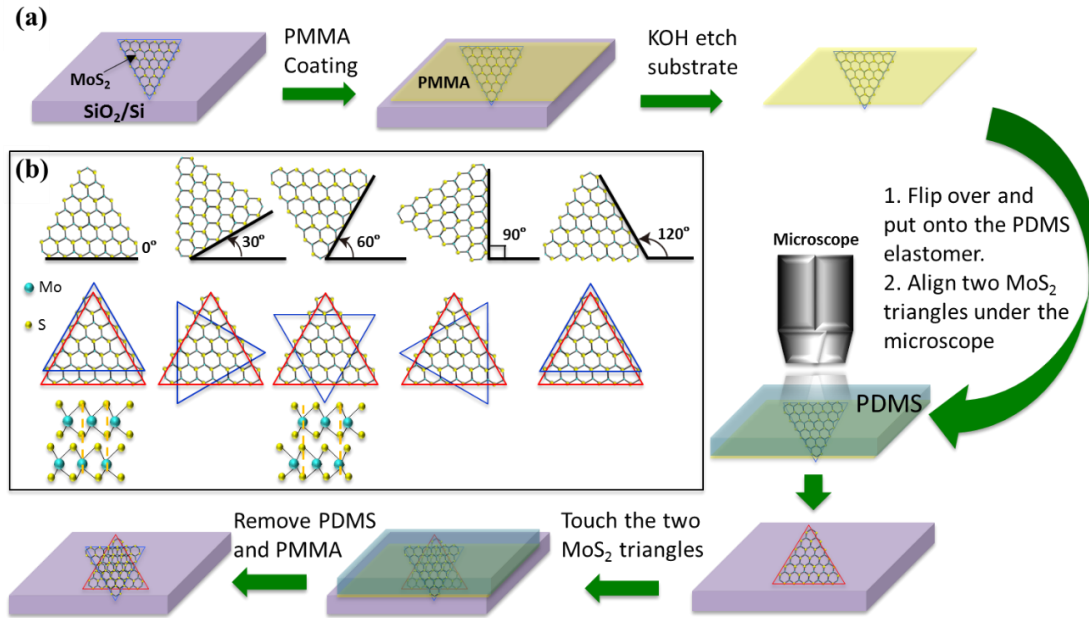 (a)
MoS₂
SiO₂/Si
PMMA
Coating
PMMA
KOH etch
substrate
1. Flip over and
put onto the PDMS
elastomer.
2. Align two MoS₂
triangles under the
microscope
(b)
0°
30°
60°
90°
120°
Mo
S
Microscope
PDMS
Touch the two
MoS₂ triangles
Remove PDMS
and PMMA